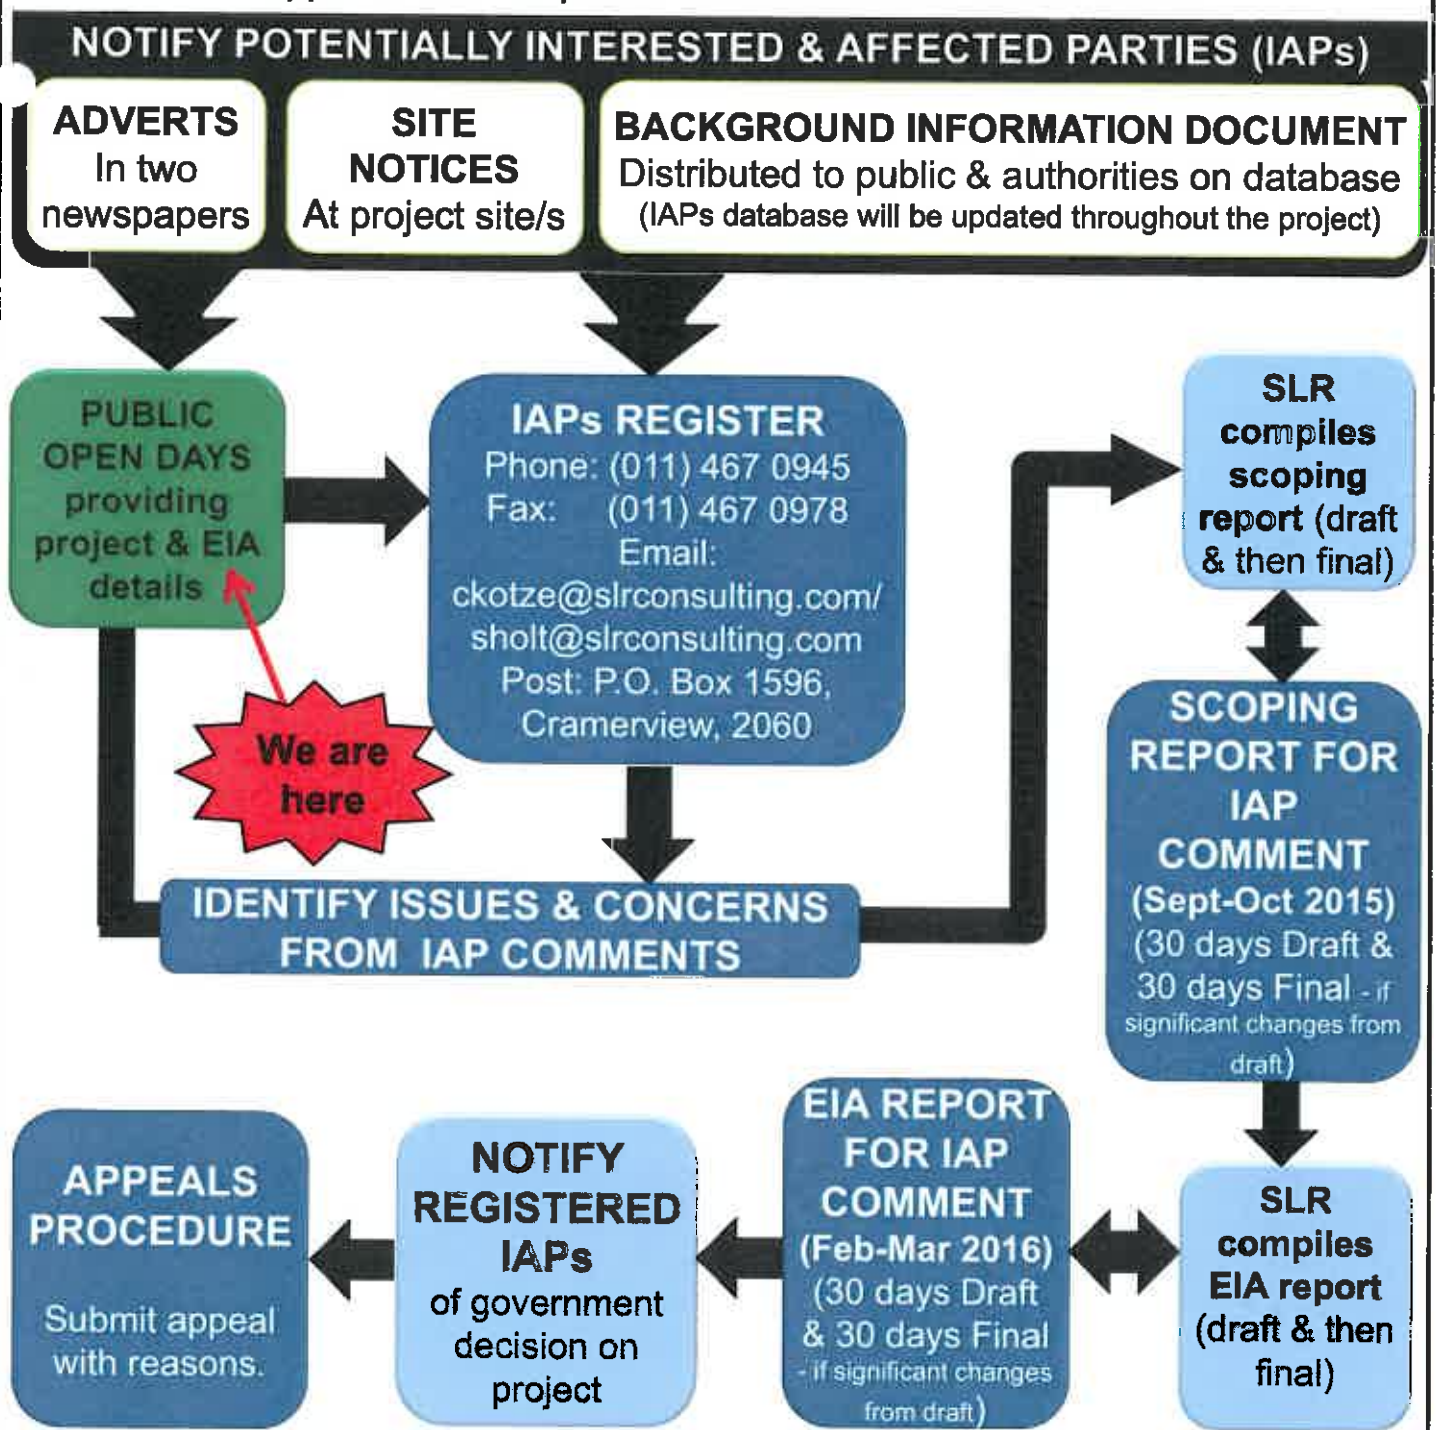 NOTIFY POTENTIALLY INTERESTED & AFFECTED PARTIES (IAPs)
ADVERTS
In two
newspapers
SITE
NOTICES
At project site/s
BACKGROUND INFORMATION DOCUMENT
Distributed to public & authorities on database
(IAPs database will be updated throughout the project)
PUBLIC
OPEN DAYS
providing
project & EIA
details
We are
here
IAPs REGISTER
Phone: (011) 467 0945
Fax: (011) 467 0978
Email:
ckotze@slrconsulting.com/
sholt@slrconsulting.com
Post: P.O. Box 1596,
Cramerview, 2060
IDENTIFY ISSUES & CONCERNS
FROM IAP COMMENTS
SLR
compiles
scoping
report (draft
& then final)
SCOPING
REPORT FOR
IAP
COMMENT
(Sept-Oct 2015)
(30 days Draft &
30 days Final - if
significant changes from
draft)
SLR
compiles
EIA report
(draft & then
final)
EIA REPORT
FOR IAP
COMMENT
(Feb-Mar 2016)
(30 days Draft
& 30 days Final
- if significant changes
from draft)
NOTIFY
REGISTERED
IAPs
of government
decision on
project
APPEALS
PROCEDURE
Submit appeal
with reasons.